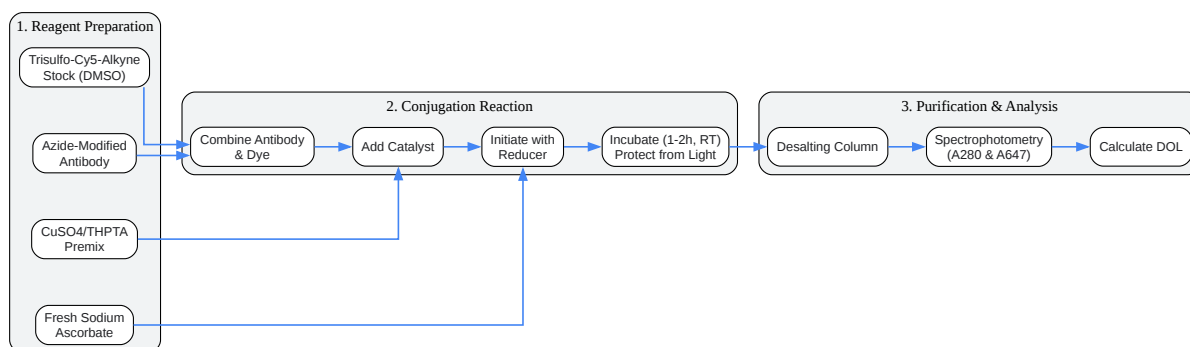 1. Reagent Preparation
Trisulfo-Cy5-Alkyne
Stock (DMSO)
Azide-Modified
Antibody
CuSO4/THPTA
Premix
Fresh Sodium
Ascorbate
2. Conjugation Reaction
Combine Antibody
& Dye
Add Catalyst
Initiate with
Reducer
Incubate (1-2h, RT)
Protect from Light
3. Purification & Analysis
Desalting Column
Spectrophotometry
(A280 & A647)
Calculate DOL